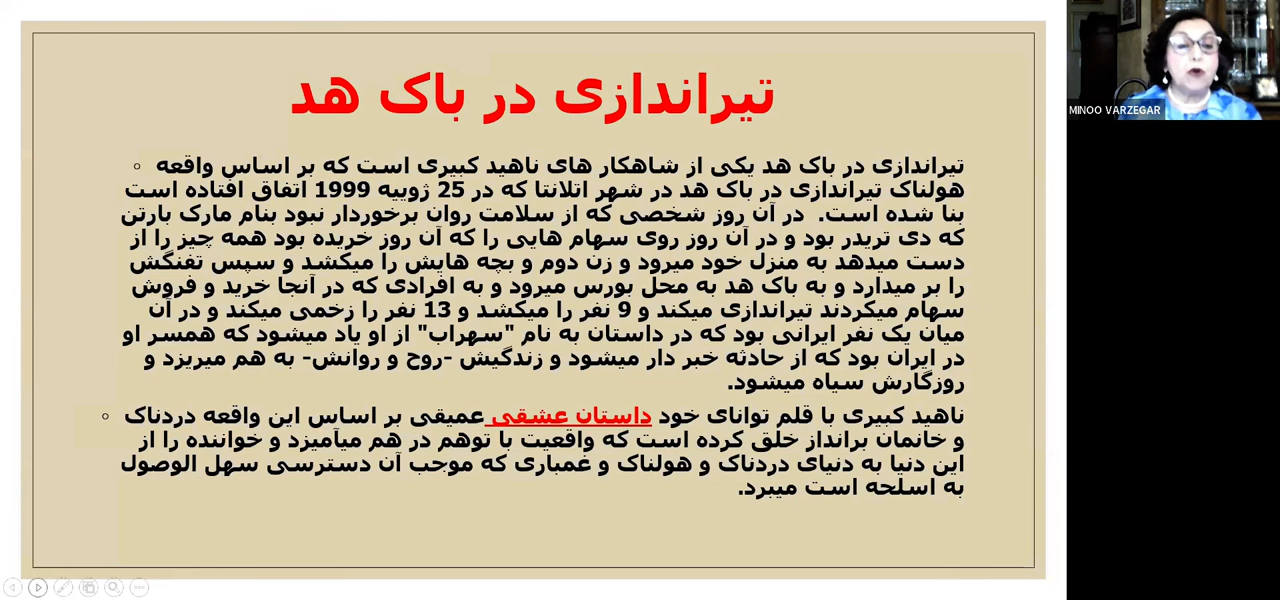 تیراندازی در باک هد
تیراندازی در باک هد یکی از شاهکار های ناهید کبیری است که بر اساس واقعه
هولناک تیراندازی در باک هد در شهر اتلانتا که در 25 ژوییه 1999 اتفاق افتاده است
بنا شده است. در آن روز شخصی که از سلامت روان برخوردار نبود بنام مارک بارتن
که دی تریدر بود و در آن روز روی سهام هایی را که آن روز خریده بود همه چیز را از
دست میدهد به منزل خود میرود و زن دوم و بچه هایش را میکشد و سپس تفنگش
را بر میدارد و به باک هد به محل بورس میرود و به افرادی که در آنجا خرید و فروش
سهام میکردند تیراندازی میکند و 9 نفر را میکشد و 13 نفر را زخمی میکند و در آن
میان یک نفر ایرانی بود که در داستان به نام "سهراب" از او یاد میشود که همسر او
در ایران بود که از حادثه خبر دار میشود و زندگیش -روح و روانش- به هم میریزد و
روزگارش سیاه میشود.
ناهید کبیری با قلم توانای خود داستان عشقی عمیقی بر اساس این واقعه دردناک
و خانمان برانداز خلق کرده است که واقعیت با توهم در هم میآمیزد و خواننده را از
این دنیا به دنیای دردناک و هولناک و غمباری که موجب آن دسترسی سهل الوصول
به اسلحه است میبرد.
MINOO VARZEGAR